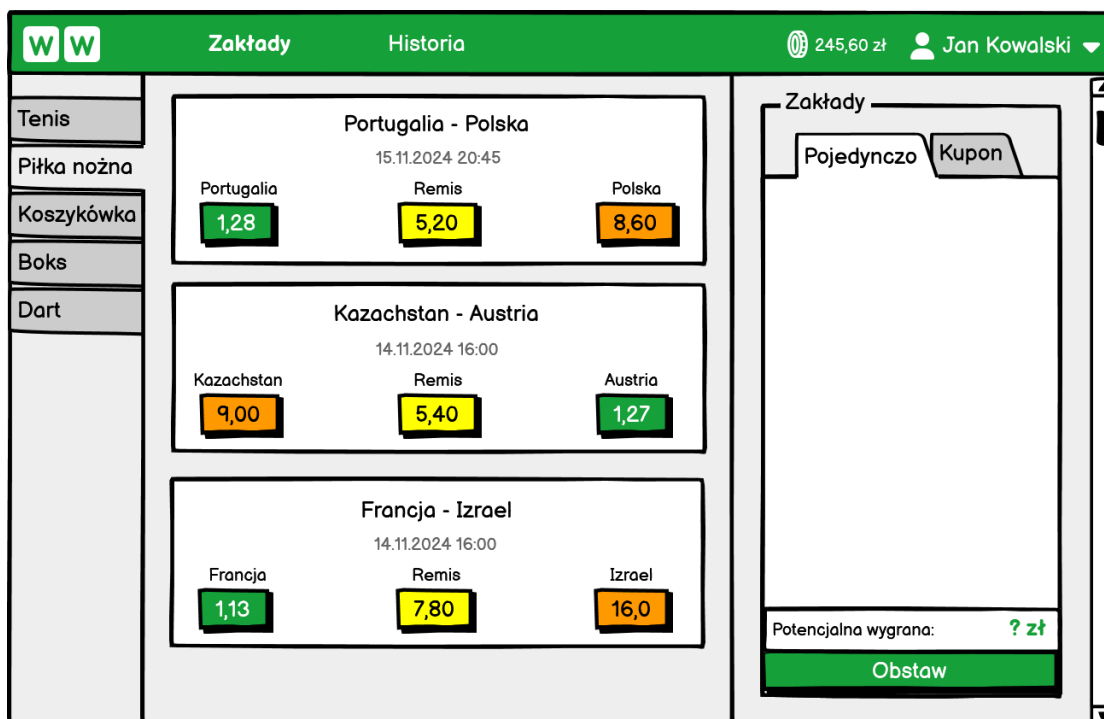 W W
Zakłady
Historia
245,60 zł
Jan Kowalski
Tenis
Piłka nożna
Koszykówka
Boks
Dart
Portugalia - Polska
15.11.2024 20:45
Portugalia Remis Polska
1,28 5,20 8,60
Kazachstan - Austria
14.11.2024 16:00
Kazachstan Remis Austria
9,00 5,40 1,27
Francja - Izrael
14.11.2024 16:00
Francja Remis Izrael
1,13 7,80 16,0
Zakłady
Pojedynczo Kupon
Potencjalna wygrana: ? zł
Obstaw